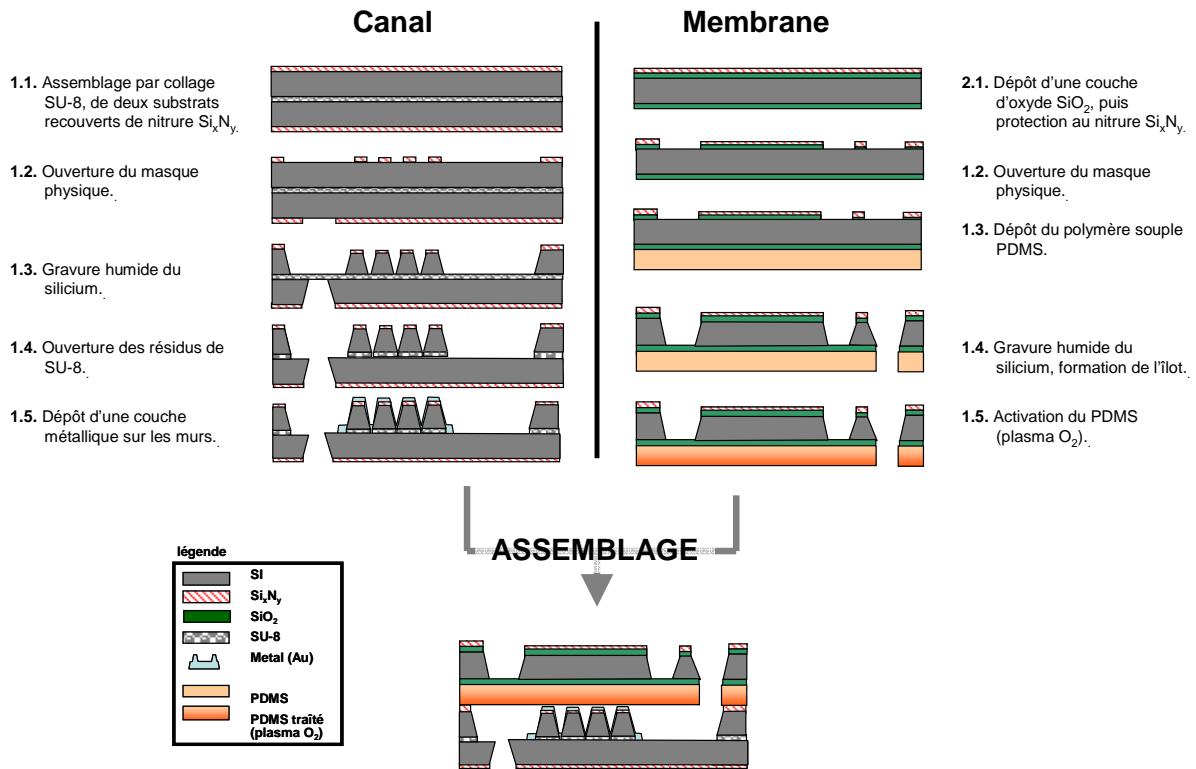 Canal
Membrane
1.1. Assemblage par collage
SU-8, de deux substrats
recouverts de nitrure SixNy.
1.2. Ouverture du masque
physique.
1.3. Gravure humide du
silicium.
1.4. Ouverture des résidus de
SU-8.
1.5. Dépôt d'une couche
métallique sur les murs.
2.1. Dépôt d'une couche
d'oxyde SiO2, puis
protection au nitrure SixNy.
1.2. Ouverture du masque
physique.
1.3. Dépôt du polymère souple
PDMS.
1.4. Gravure humide du
silicium, formation de l'îlot.
1.5. Activation du PDMS
(plasma O2).
ASSEMBLAGE
légende
SI
SixNy
SiO2
SU-8
Metal (Au)
PDMS
PDMS traîté
(plasma O2)